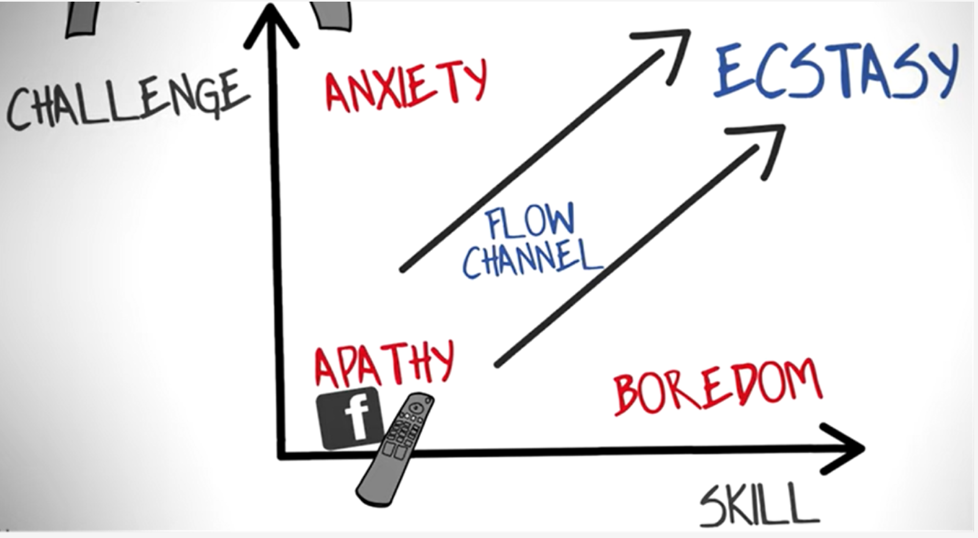 CHALLENGE
ANXIETY
ECSTASY
FLOW
CHANNEL
APATHY
f
BOREDOM
SKILL